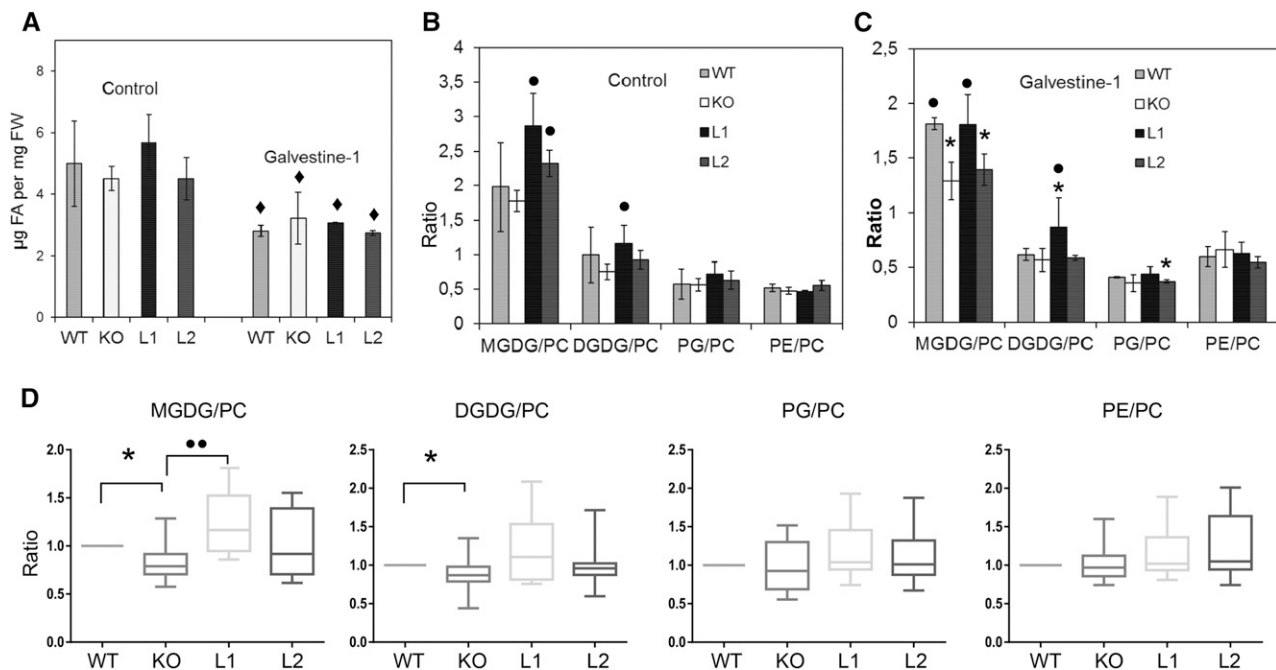 A
µg FA per mg FW
8
6
4
2
0
Control
Galvestine-1
WT KO L1 L2 WT KO L1 L2
B
Ratio
4
3,5
3
2,5
2
1,5
1
0,5
0
Control
WT
KO
L1
L2
MGDG/PC DGDG/PC PG/PC PE/PC
C
Ratio
2,5
2
1,5
1
0,5
0
Galvestine-1
WT
KO
L1
L2
MGDG/PC DGDG/PC PG/PC PE/PC
* * * *
D
MGDG/PC
Ratio
2.0
1.5
1.0
0.5
0.0
*
WT KO L1 L2
DGDG/PC
2.5
2.0
1.5
1.0
0.5
0.0
*
WT KO L1 L2
PG/PC
2.5
2.0
1.5
1.0
0.5
0.0
WT KO L1 L2
PE/PC
2.5
2.0
1.5
1.0
0.5
0.0
WT KO L1 L2